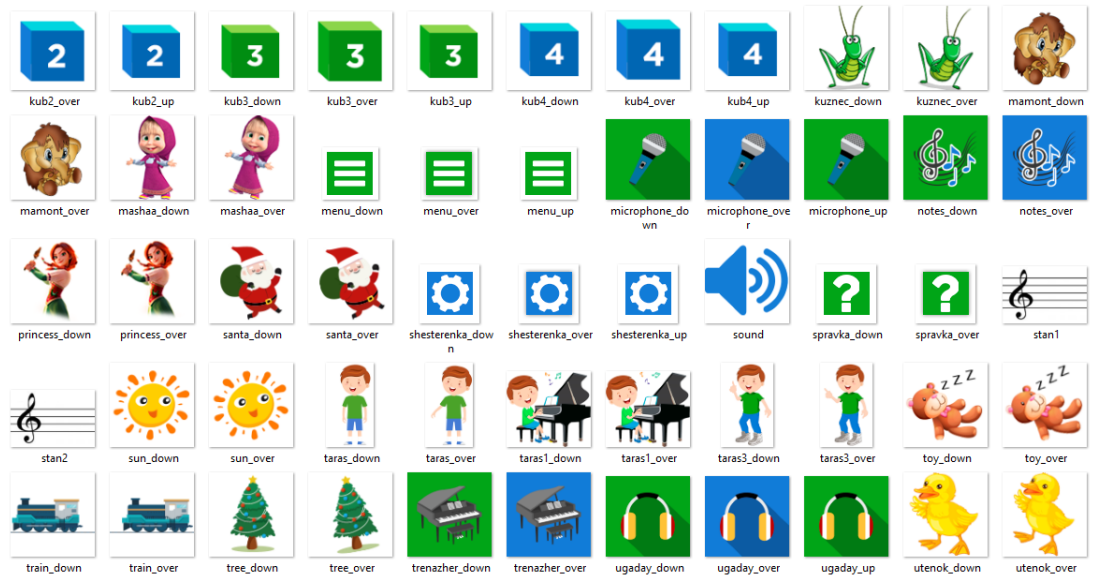 2 2 3 3 3 4 4 4
kub2_over kub2_up kub3_down kub3_over kub3_up kub4_down kub4_over kub4_up kuznec_down kuznec_over mamont_down
mamont_over mashaa_down mashaa_over menu_down menu_over menu_up microphone_do microphone_ove microphone_up notes_down notes_over
wn r
?  ?
princess_down princess_over santa_down santa_over shesterenka_dow shesterenka_over shesterenka_up sound spravka_down spravka_over stan1
n
z z z z z z
stan2 sun_down sun_over taras_down taras_over taras1_down taras1_over taras3_down taras3_over toy_down toy_over
train_down train_over tree_down tree_over trenazher_down trenazher_over ugaday_down ugaday_over ugaday_up utenok_down utenok_over